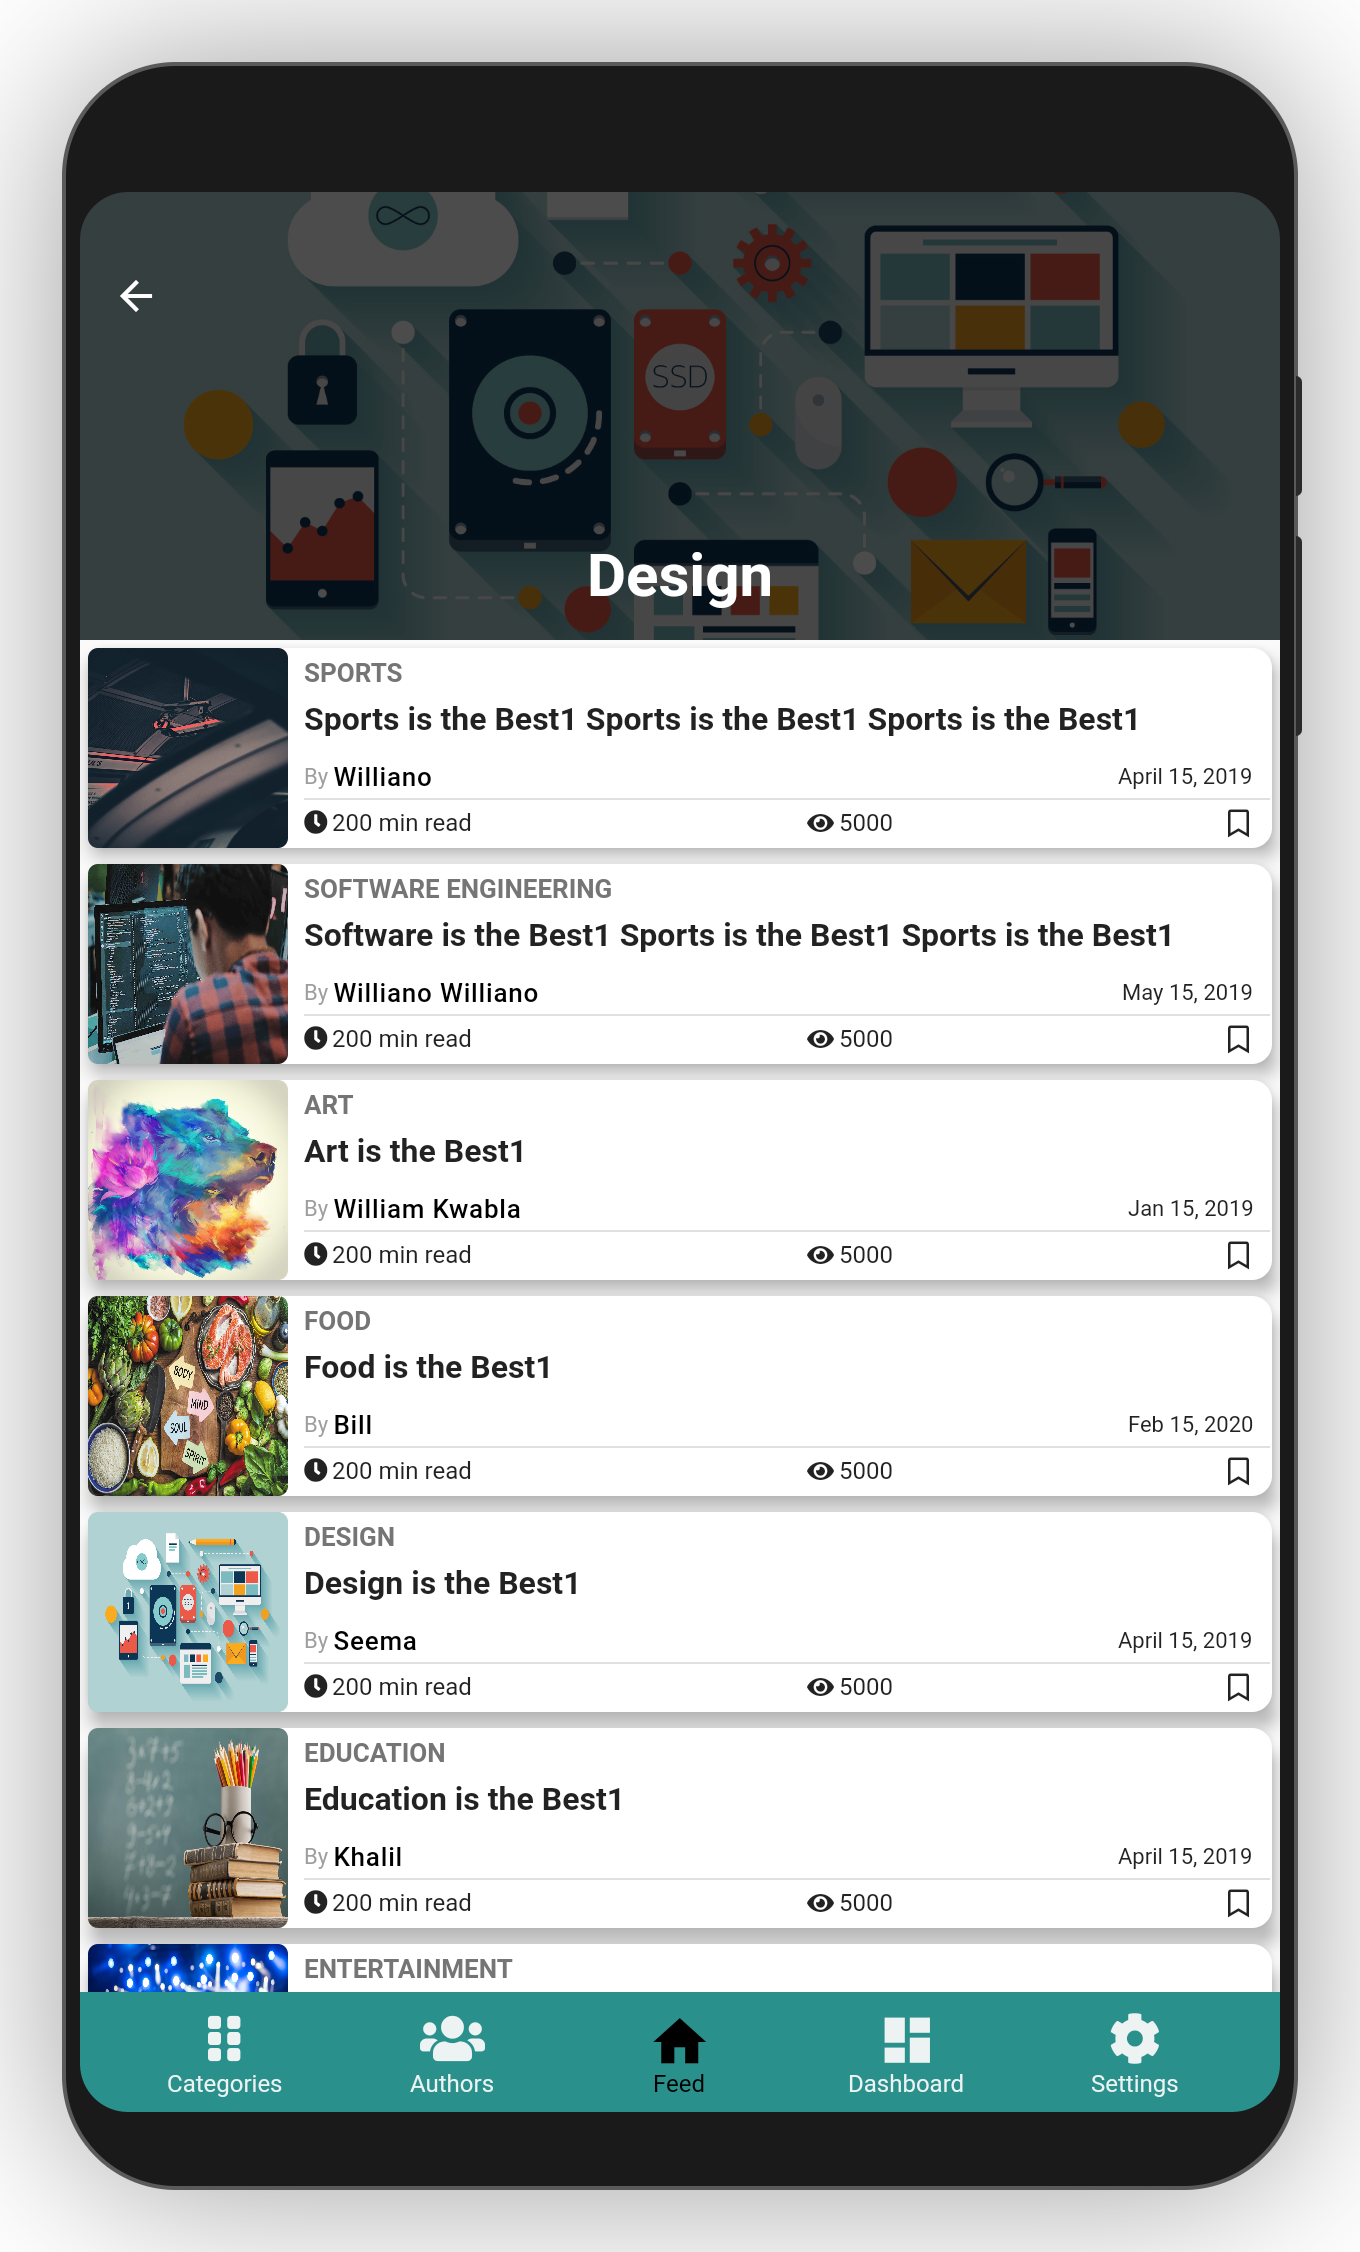 SSD
Design
SPORTS
Sports is the Best1 Sports is the Best1 Sports is the Best1
By Williano
April 15, 2019
200 min read
5000
SOFTWARE ENGINEERING
Software is the Best1 Sports is the Best1 Sports is the Best1
By Williano Williano
May 15, 2019
200 min read
5000
ART
Art is the Best1
By William Kwabla
Jan 15, 2019
200 min read
5000
BODY
MIND
SOUL
SPIRIT
FOOD
Food is the Best1
By Bill
Feb 15, 2020
200 min read
5000
SSD
DESIGN
Design is the Best1
By Seema
April 15, 2019
200 min read
5000
EDUCATION
Education is the Best1
By Khalil
April 15, 2019
200 min read
5000
ENTERTAINMENT
Categories
Authors
Feed
Dashboard
Settings